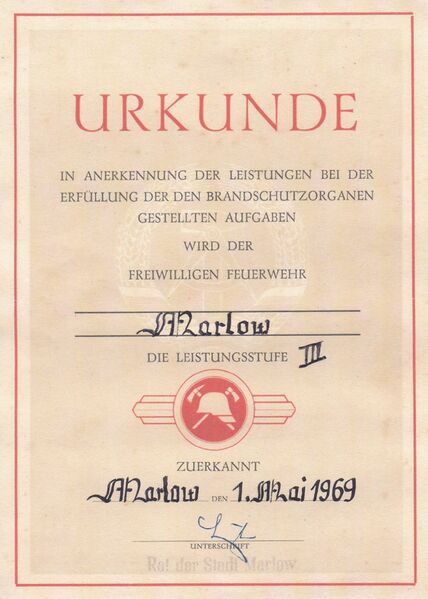 URKUNDE
IN ANERKENNUNG DER LEISTUNGEN BEI DER
ERFÜLLUNG DER DEN BRANDSCHUTZORGANEN
GESTELLTEN AUFGABEN
WIRD DER
FREIWILLIGEN FEUERWEHR
Marlow
DIE LEISTUNGSSTUFE III
ZUERKANNT
Marlow DEN 1. Mai 1969
UNTERSCHRIFT
Rat der Stadt Marlow